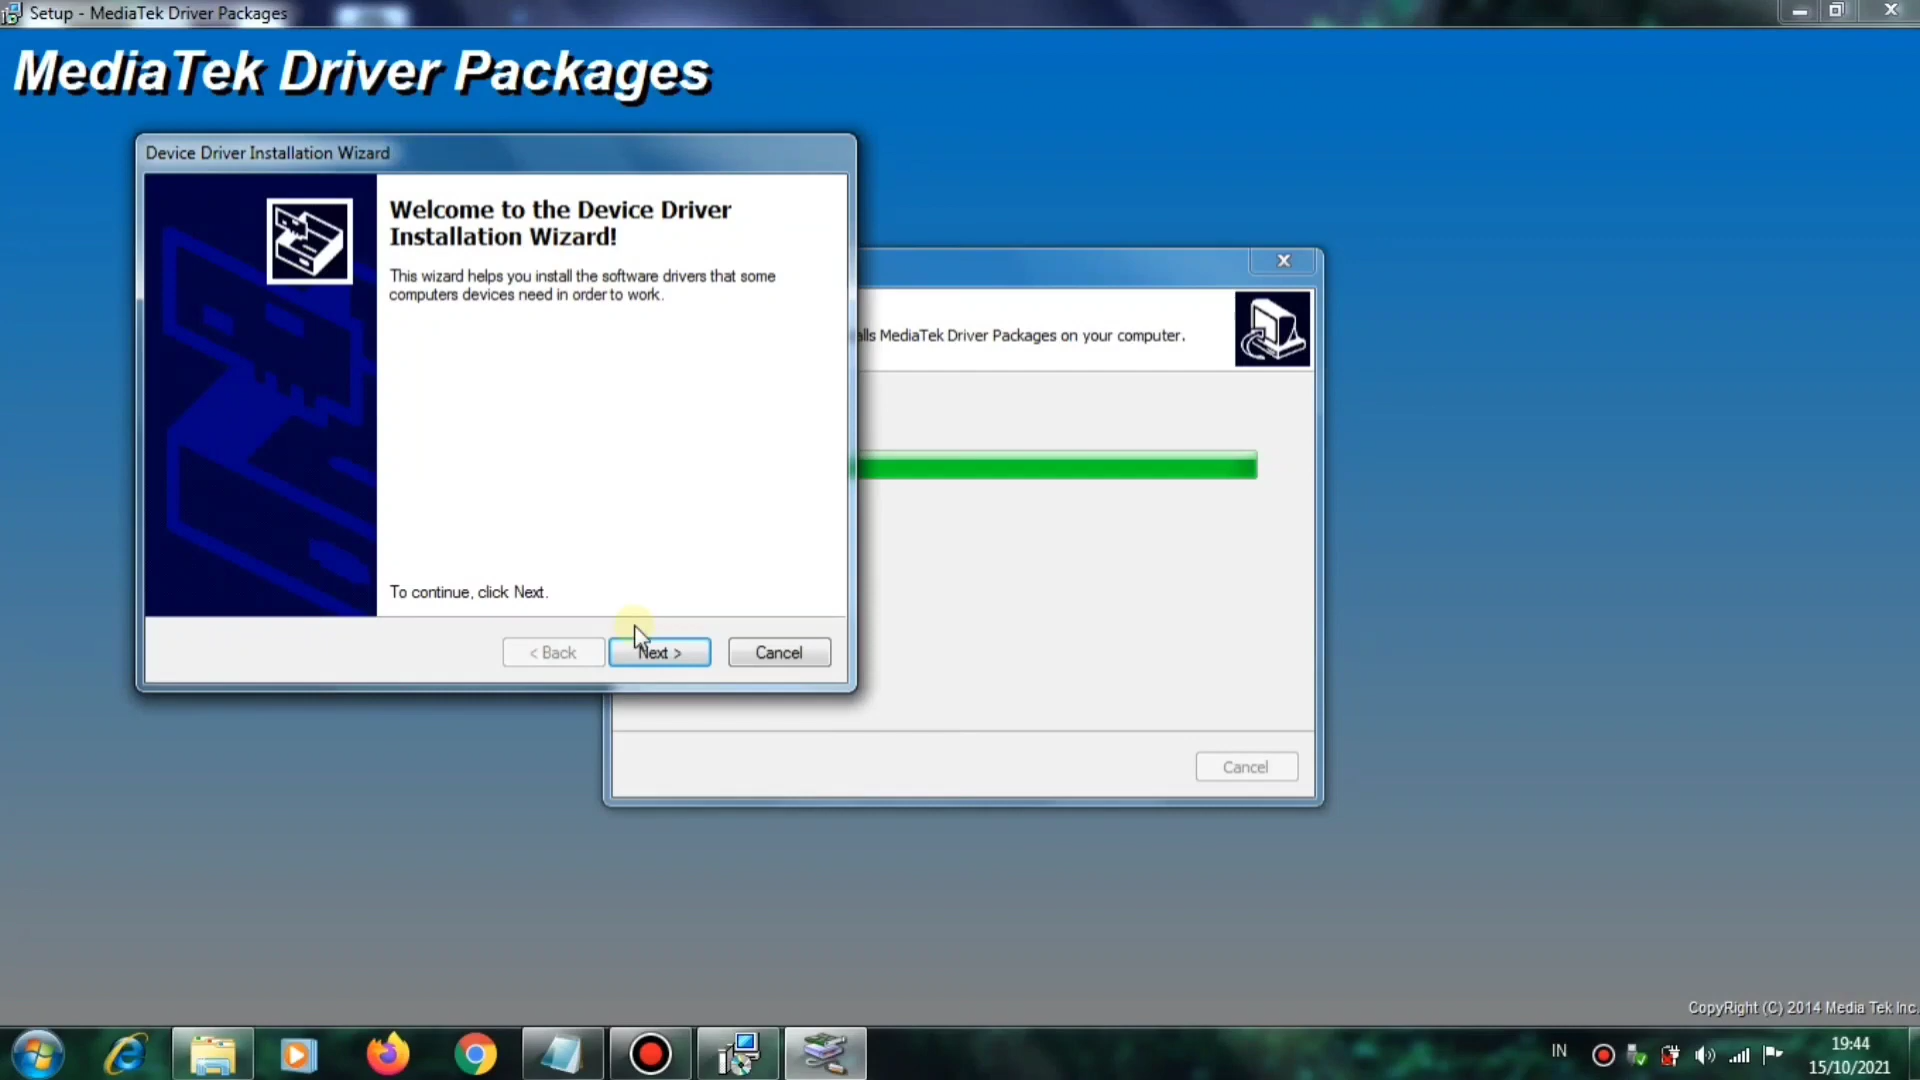 Setup - MediaTek Driver Packages
MediaTek Driver Packages
Device Driver Installation Wizard
Welcome to the Device Driver
Installation Wizard!
This wizard helps you install the software drivers that some
computers devices need in order to work.
MediaTek Driver Packages on your computer.
To continue, click Next.
< Back
Next >
Cancel
Cancel
CopyRight (C) 2014 Media Tek Inc.
IN
19:44
15/10/2021